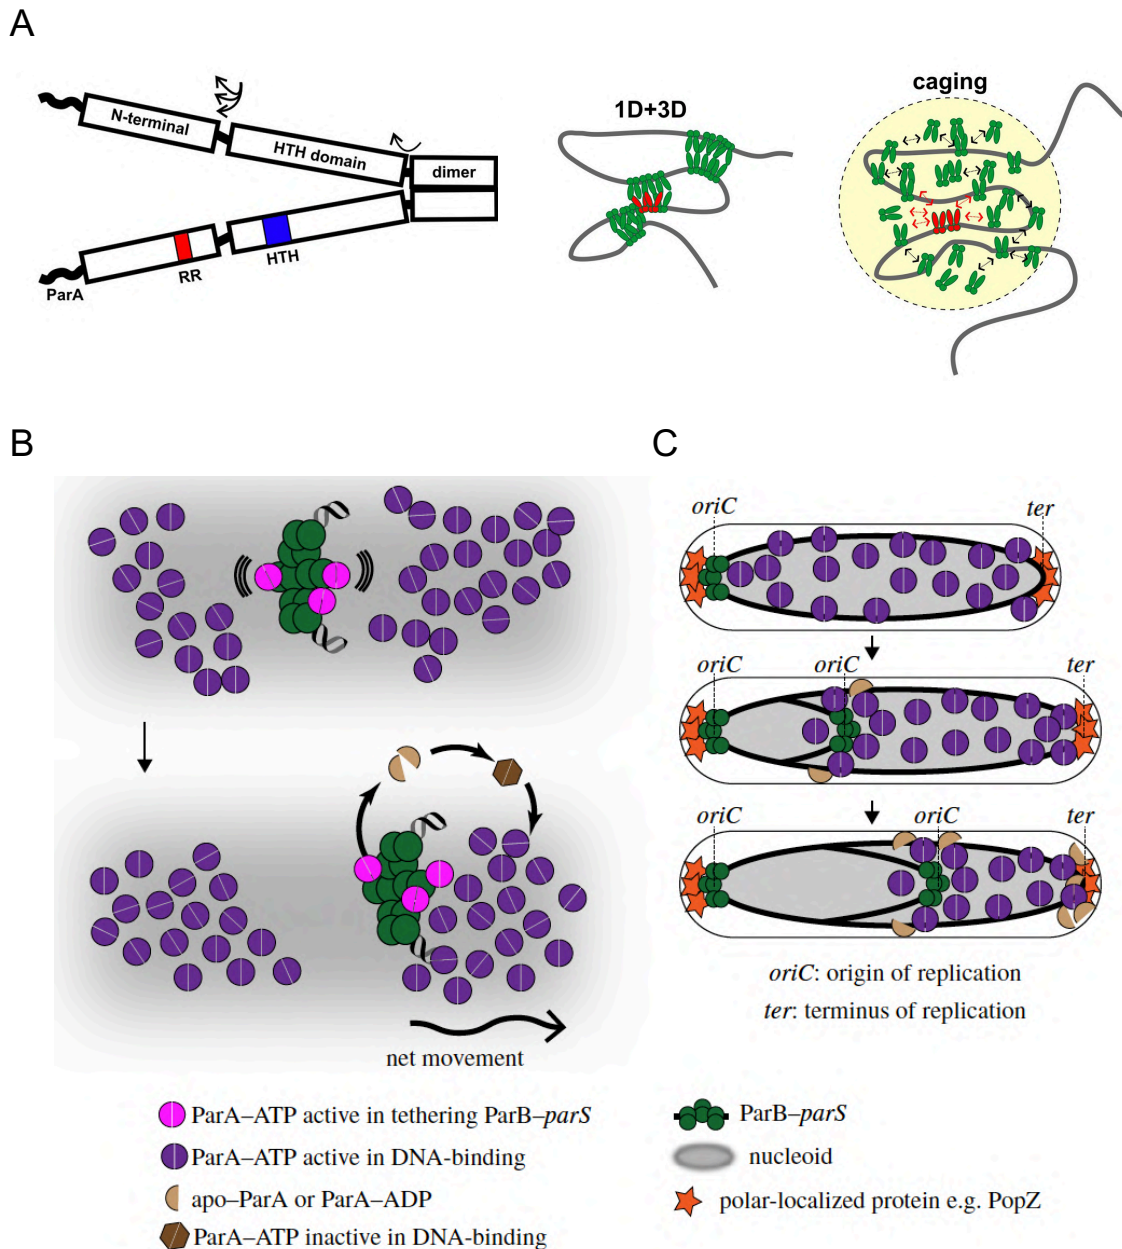 A
N-terminal
HTH domain
dimer
RR
HTH
ParA
1D+3D
caging
B
net movement
C
oriC
ter
oriC
oriC
ter
oriC
oriC
ter
oriC: origin of replication
ter: terminus of replication
ParA–ATP active in tethering ParB–parS
ParA–ATP active in DNA-binding
apo–ParA or ParA–ADP
ParA–ATP inactive in DNA-binding
ParB–parS
nucleoid
polar-localized protein e.g. PopZ